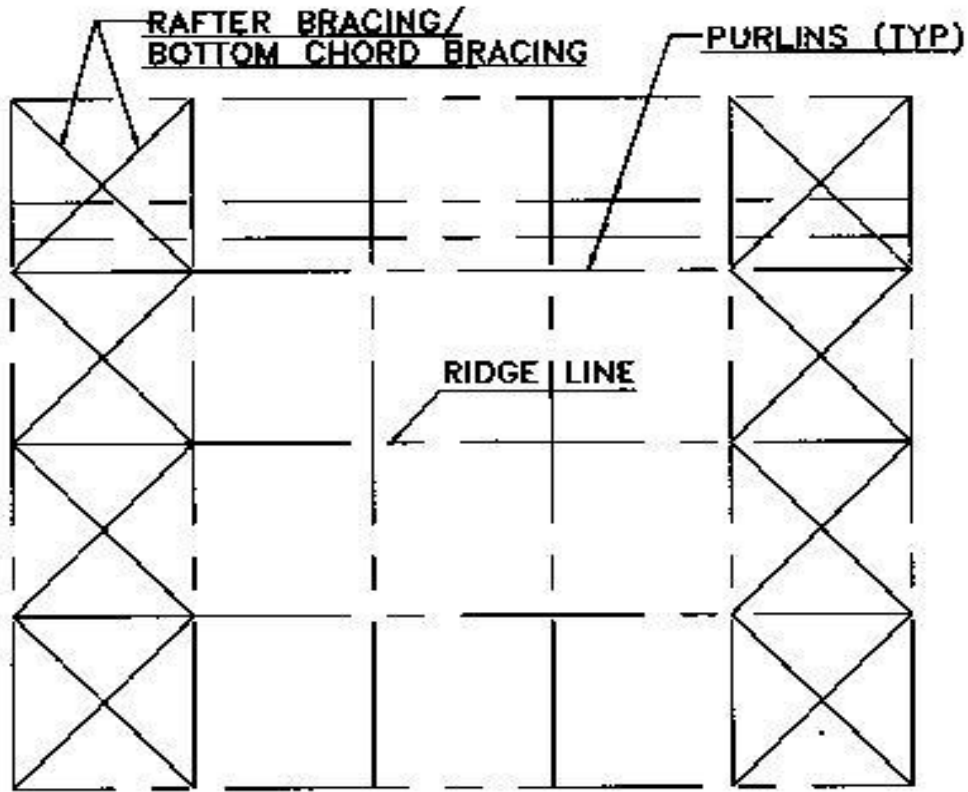 RAFTER BRACING/
BOTTOM CHORD BRACING
PURLINS (TYP)
RIDGE LINE